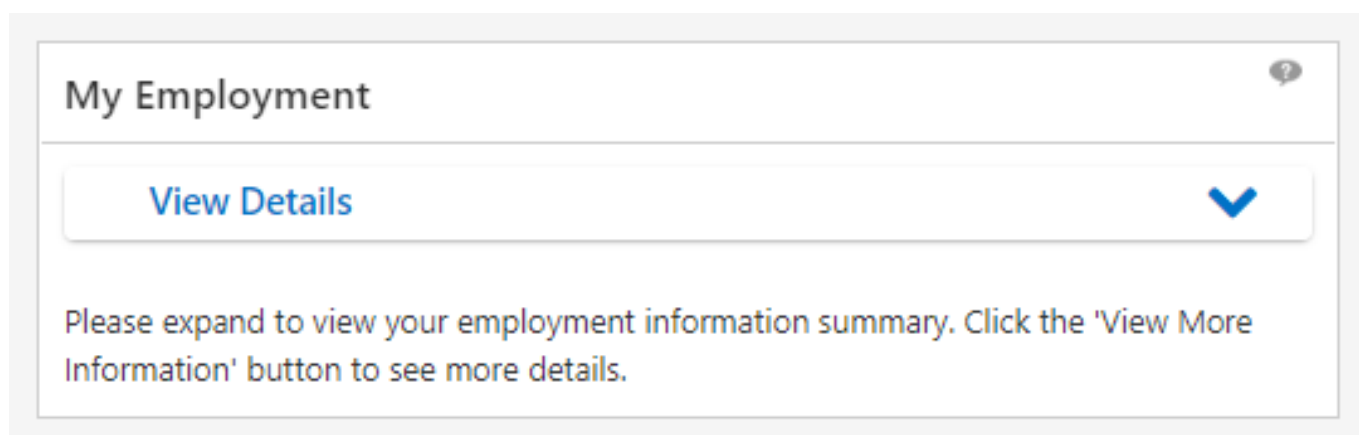 My Employment
?
View Details
Please expand to view your employment information summary. Click the 'View More
Information' button to see more details.